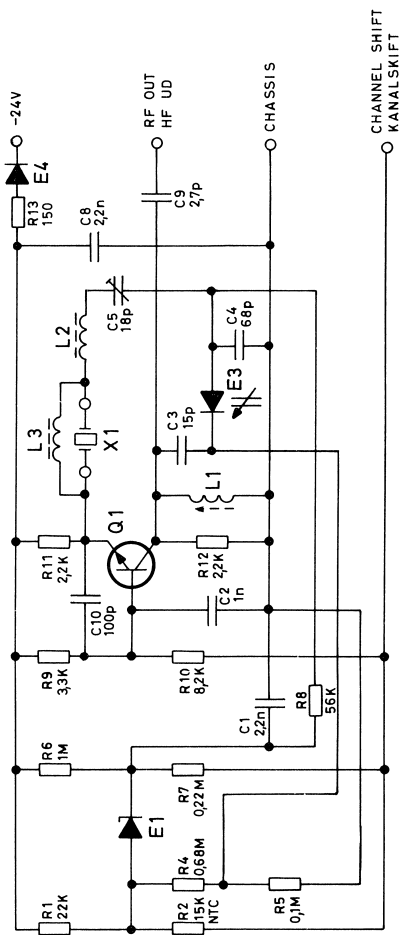 -24V
E4
R13
150
C8
2,2n
RF OUT
HF UD
C9
2,7p
CHASSIS
CHANNEL SHIFT
KANALSKIFT
L2
C5
18p
L3
X1
C4
68p
E3
C3
15p
L1
R11
2,2K
Q1
R12
2,2K
C10
100p
C2
1n
R9
3,3K
R10
8,2K
C1
2,2n
R8
56K
R6
1M
R7
0,22M
E1
R4
0,68M
R5
0,1M
R1
22K
R2
15K
NTC